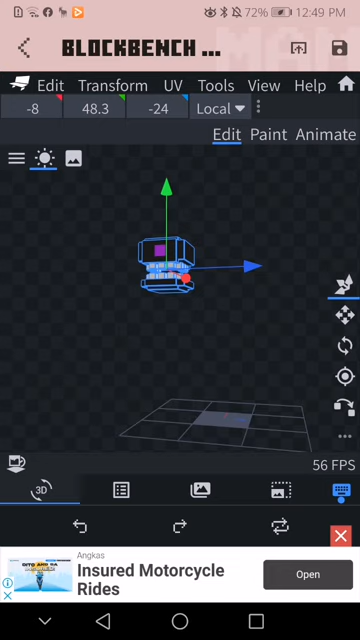 72% 12:49 PM
BLOCKBENCH ...
Edit Transform UV Tools View Help
-8 48.3 -24 Local
Edit Paint Animate
56 FPS
3D
Angkas
Insured Motorcycle
Rides
Open